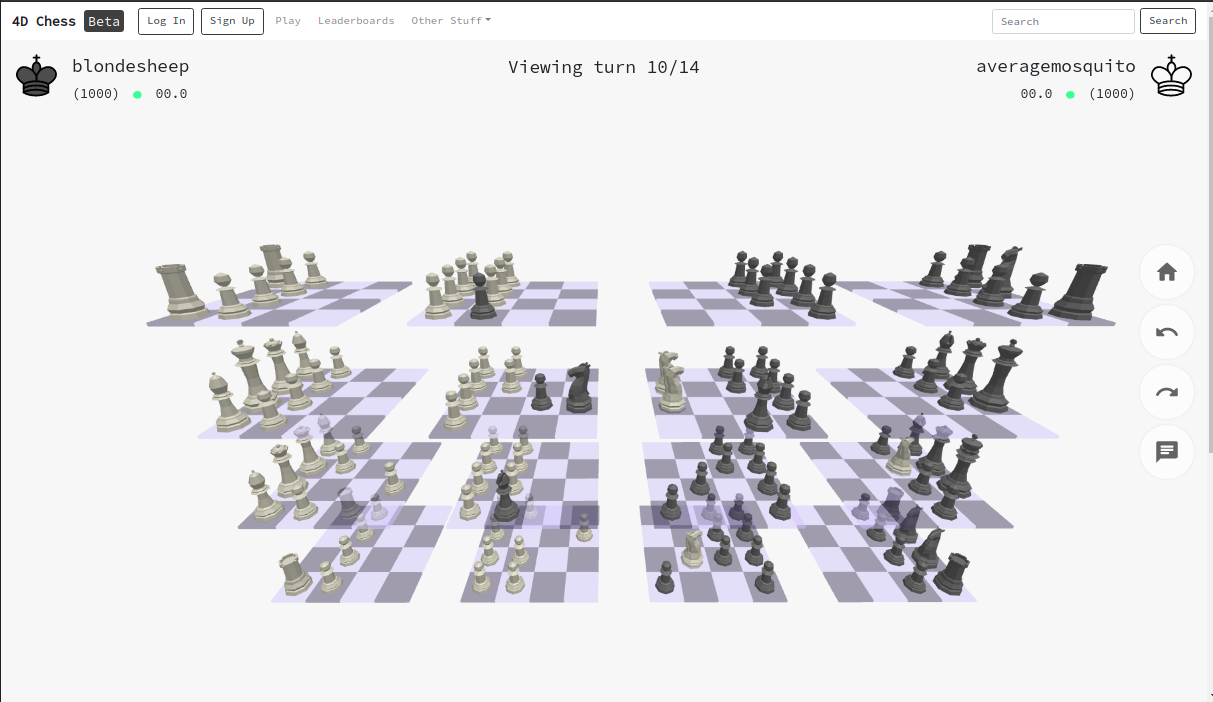 4D Chess Beta Log In Sign Up Play Leaderboards Other Stuff Search Search
blondesheep Viewing turn 10/14 averagemosquito
(1000) 00.0 00.0 (1000)